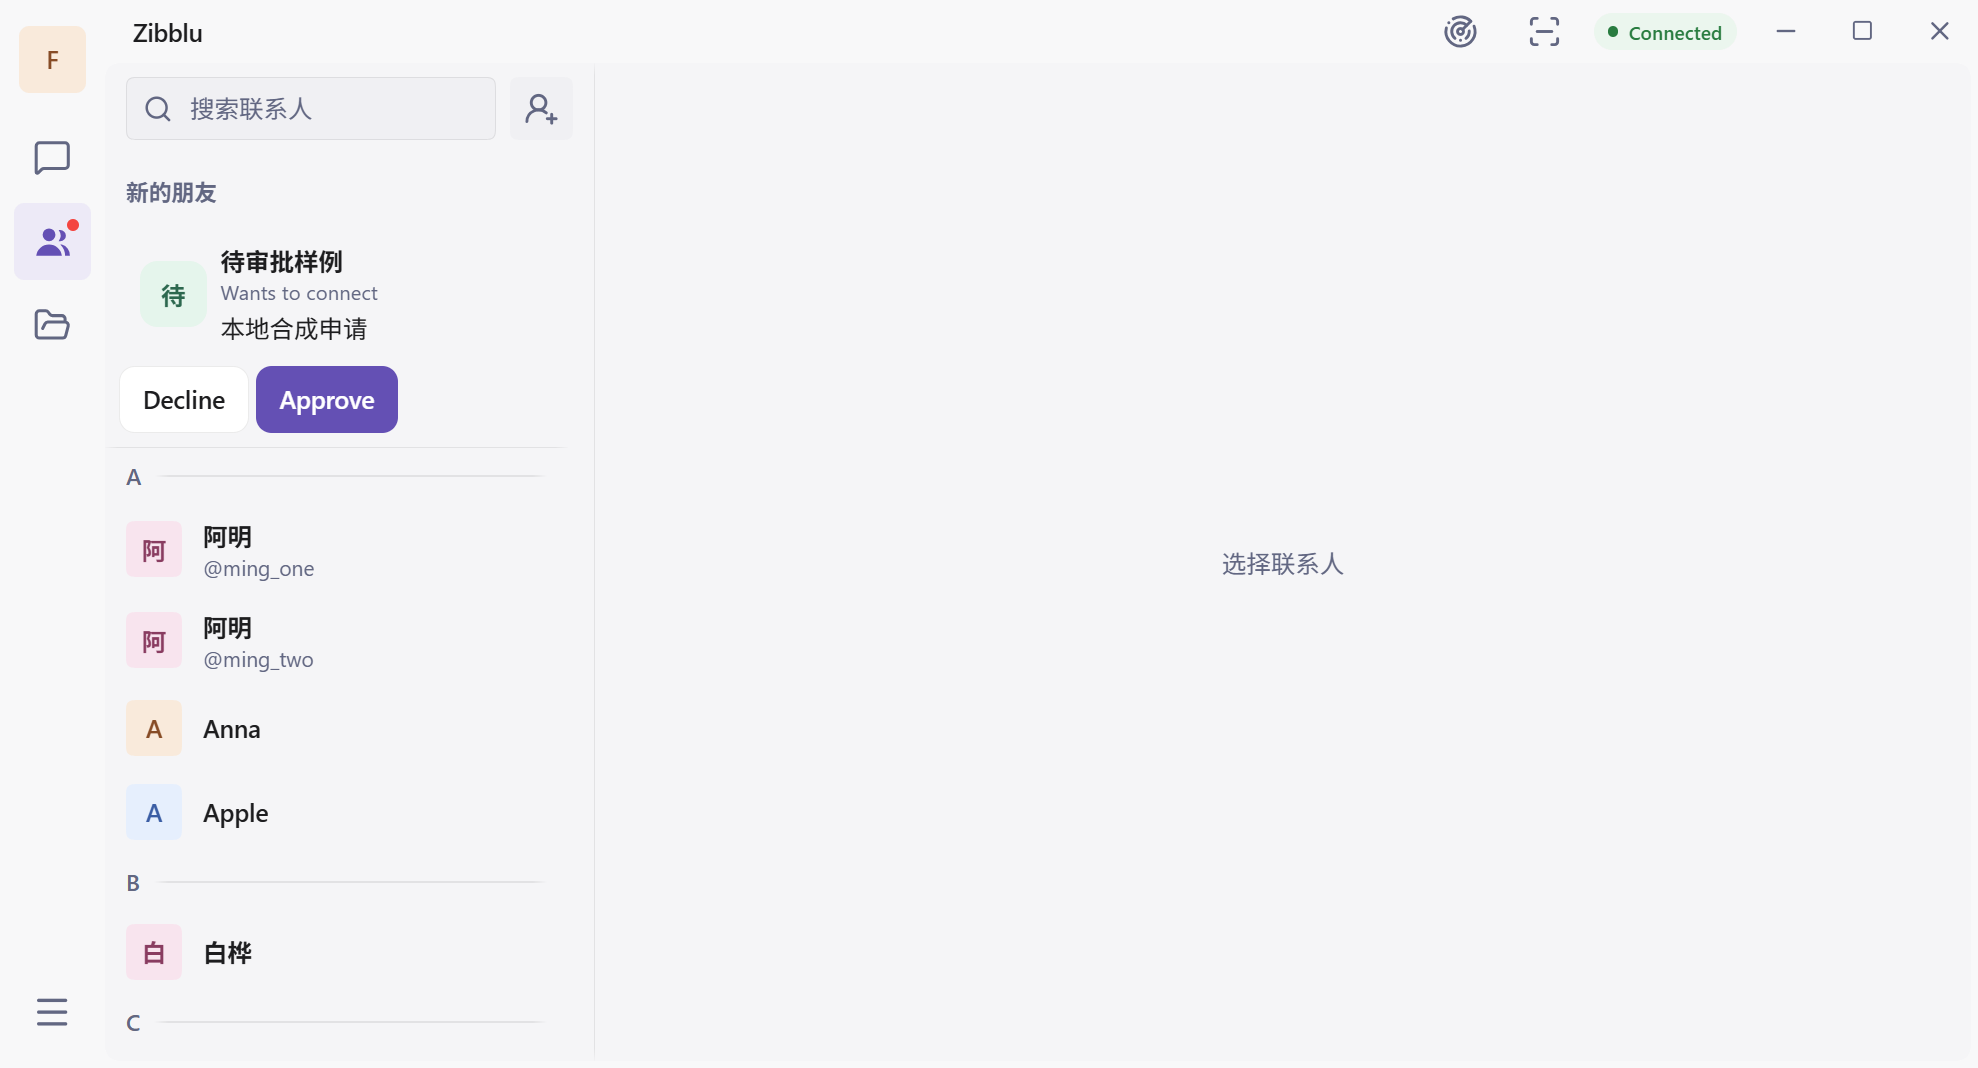 F
Zibblu
Connected
搜索联系人
新的朋友
待
待审批样例
Wants to connect
本地合成申请
Decline
Approve
A
阿
阿明
@ming_one
阿
阿明
@ming_two
A
Anna
A
Apple
B
白
白桦
C
选择联系人